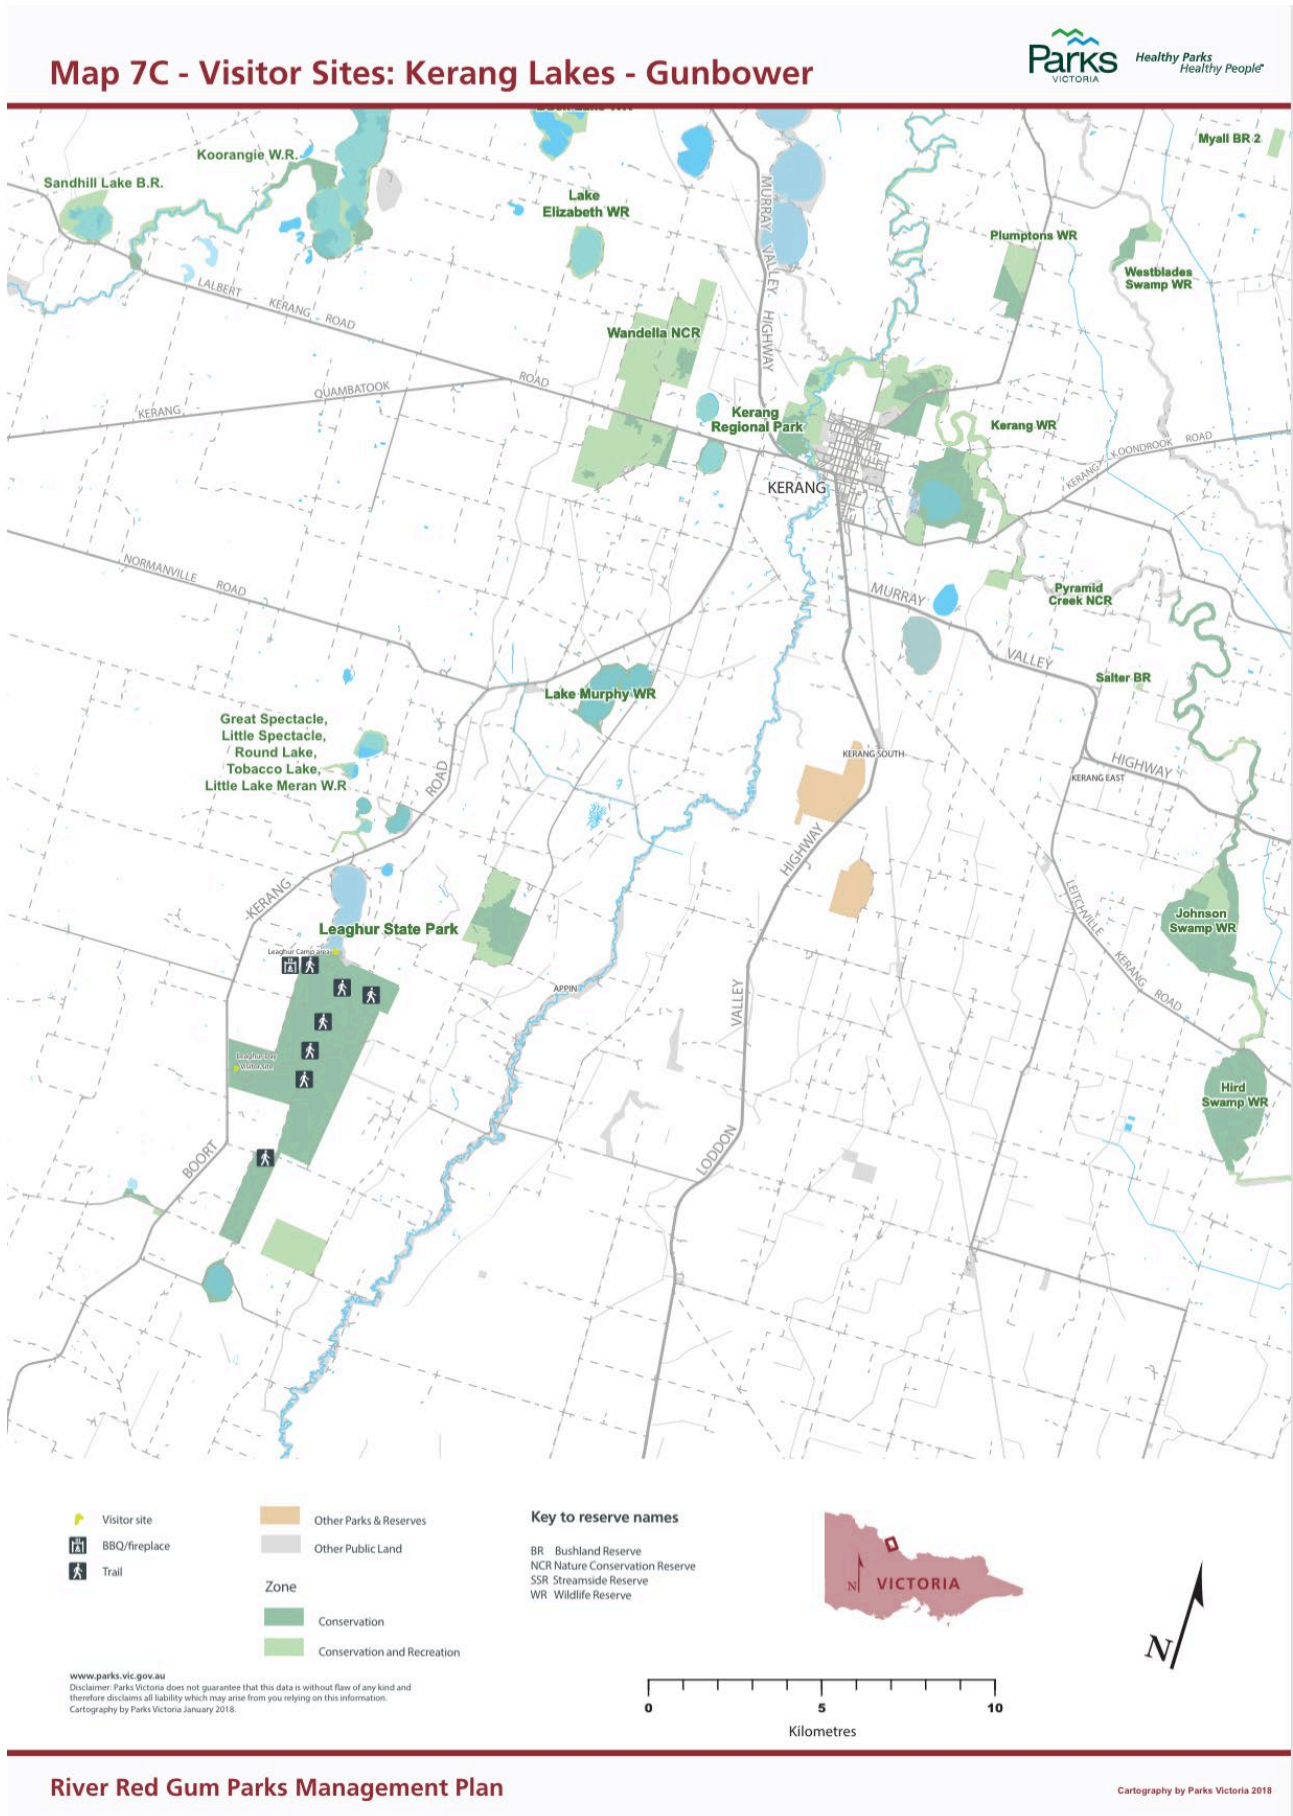 Map 7C - Visitor Sites: Kerang Lakes - Gunbower
Parks
VICTORIA
Healthy Parks
Healthy People
Myall BR 2
Koorangie W.R.
Sandhill Lake B.R.
Lake
Elizabeth WR
MURRAY VALLEY HIGHWAY
Plumptons WR
Westblades
Swamp WR
LALBERT KERANG ROAD
Wandella NCR
ROAD
QUAMBATOOK
KERANG
Kerang
Regional Park
Kerang WR
KERANG KOONDROOK ROAD
KERANG
NORMANVILLE ROAD
MURRAY
Pyramid
Creek NCR
VALLEY
Salter BR
Lake Murphy WR
Great Spectacle,
Little Spectacle,
Round Lake,
Tobacco Lake,
Little Lake Meran W.R
KERANG SOUTH
HIGHWAY
KERANG EAST
ROAD
HIGHWAY
KERANG
LEITCHVILLE KERANG ROAD
Johnson
Swamp WR
Leaghur State Park
Leaghur Camp area
APPIN
VALLEY
Visitor site
Hird
Swamp WR
BOORT
LODDON
Visitor site
BBQ/fireplace
Trail
Other Parks & Reserves
Other Public Land
Zone
Conservation
Conservation and Recreation
Key to reserve names
BR Bushland Reserve
NCR Nature Conservation Reserve
SSR Streamside Reserve
WR Wildlife Reserve
N
VICTORIA
N
www.parks.vic.gov.au
Disclaimer: Parks Victoria does not guarantee that this data is without flaw of any kind and
therefore disclaims all liability which may arise from you relying on this information.
Cartography by Parks Victoria January 2018.
0 5 10
Kilometres
River Red Gum Parks Management Plan
Cartography by Parks Victoria 2018